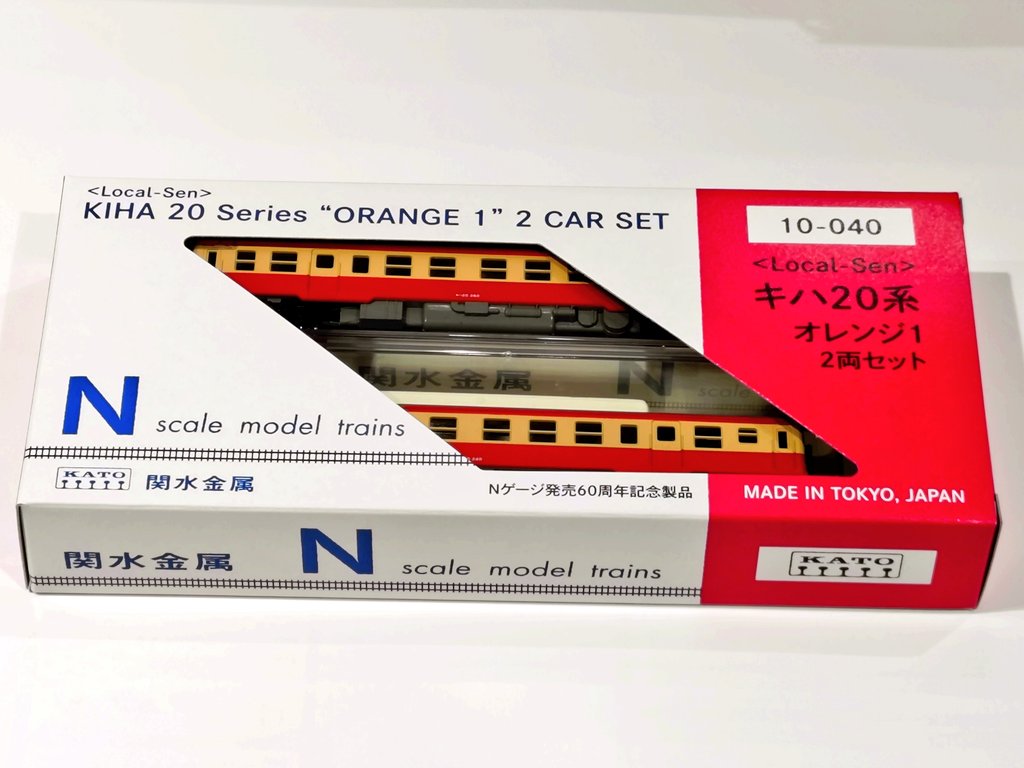 <Local-Sen>
KIHA 20 Series “ORANGE 1” 2 CAR SET
10-040
<Local-Sen>
キハ20系
オレンジ1
2両セット
関水金属 N scale
N scale model trains
KATO 関水金属
Nゲージ発売60周年記念製品
MADE IN TOKYO, JAPAN
関水金属 N scale model trains
KATO